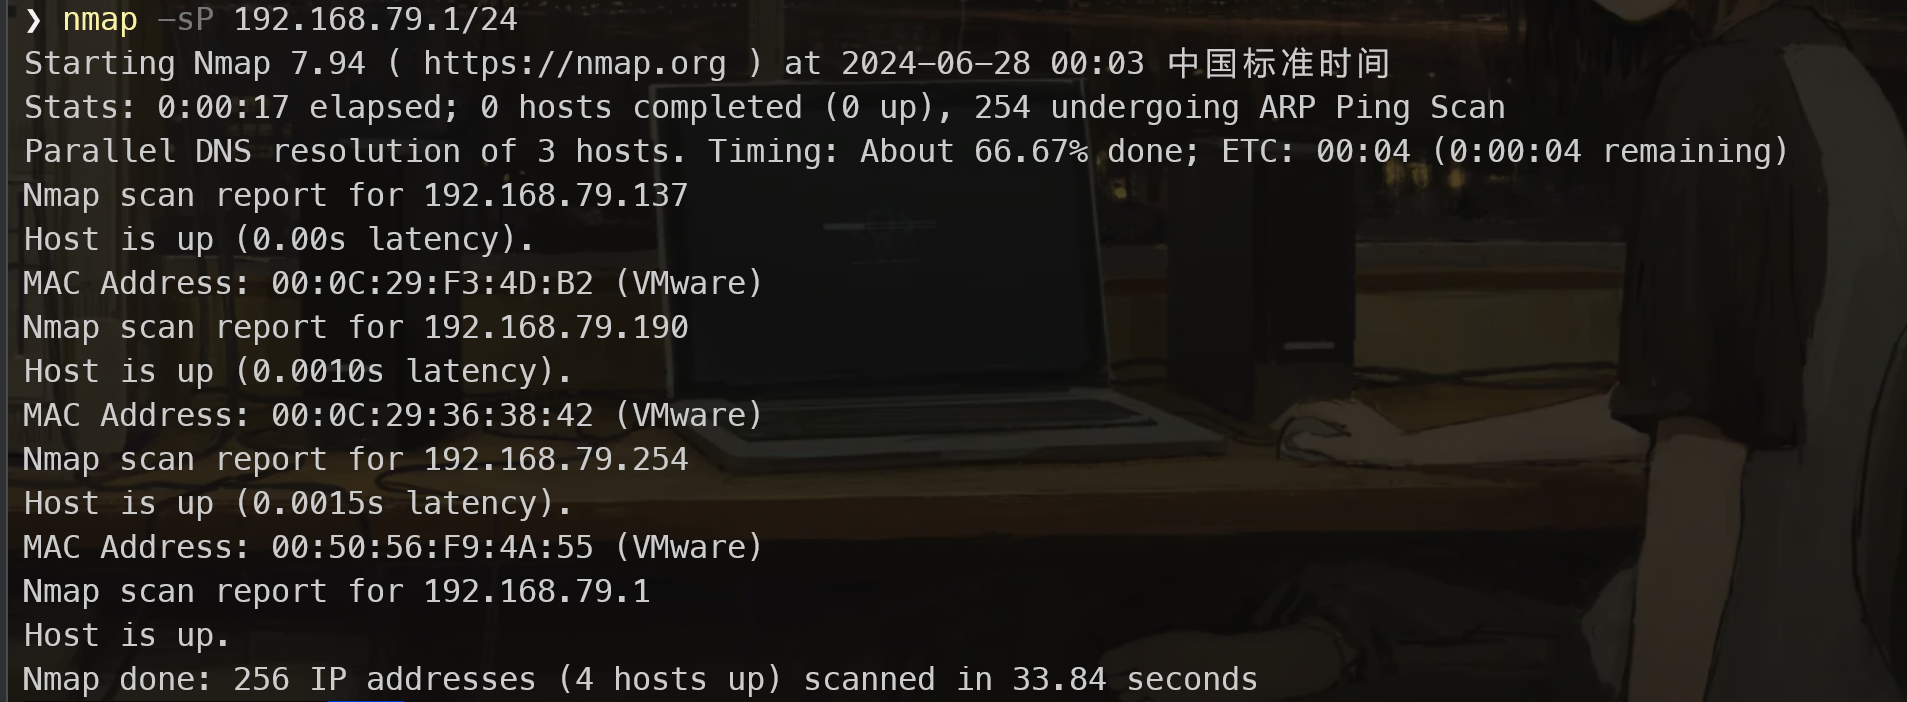 ❯ nmap -sP 192.168.79.1/24
Starting Nmap 7.94 ( https://nmap.org ) at 2024-06-28 00:03 中国标准时间
Stats: 0:00:17 elapsed; 0 hosts completed (0 up), 254 undergoing ARP Ping Scan
Parallel DNS resolution of 3 hosts. Timing: About 66.67% done; ETC: 00:04 (0:00:04 remaining)
Nmap scan report for 192.168.79.137
Host is up (0.00s latency).
MAC Address: 00:0C:29:F3:4D:B2 (VMware)
Nmap scan report for 192.168.79.190
Host is up (0.0010s latency).
MAC Address: 00:0C:29:36:38:42 (VMware)
Nmap scan report for 192.168.79.254
Host is up (0.0015s latency).
MAC Address: 00:50:56:F9:4A:55 (VMware)
Nmap scan report for 192.168.79.1
Host is up.
Nmap done: 256 IP addresses (4 hosts up) scanned in 33.84 seconds